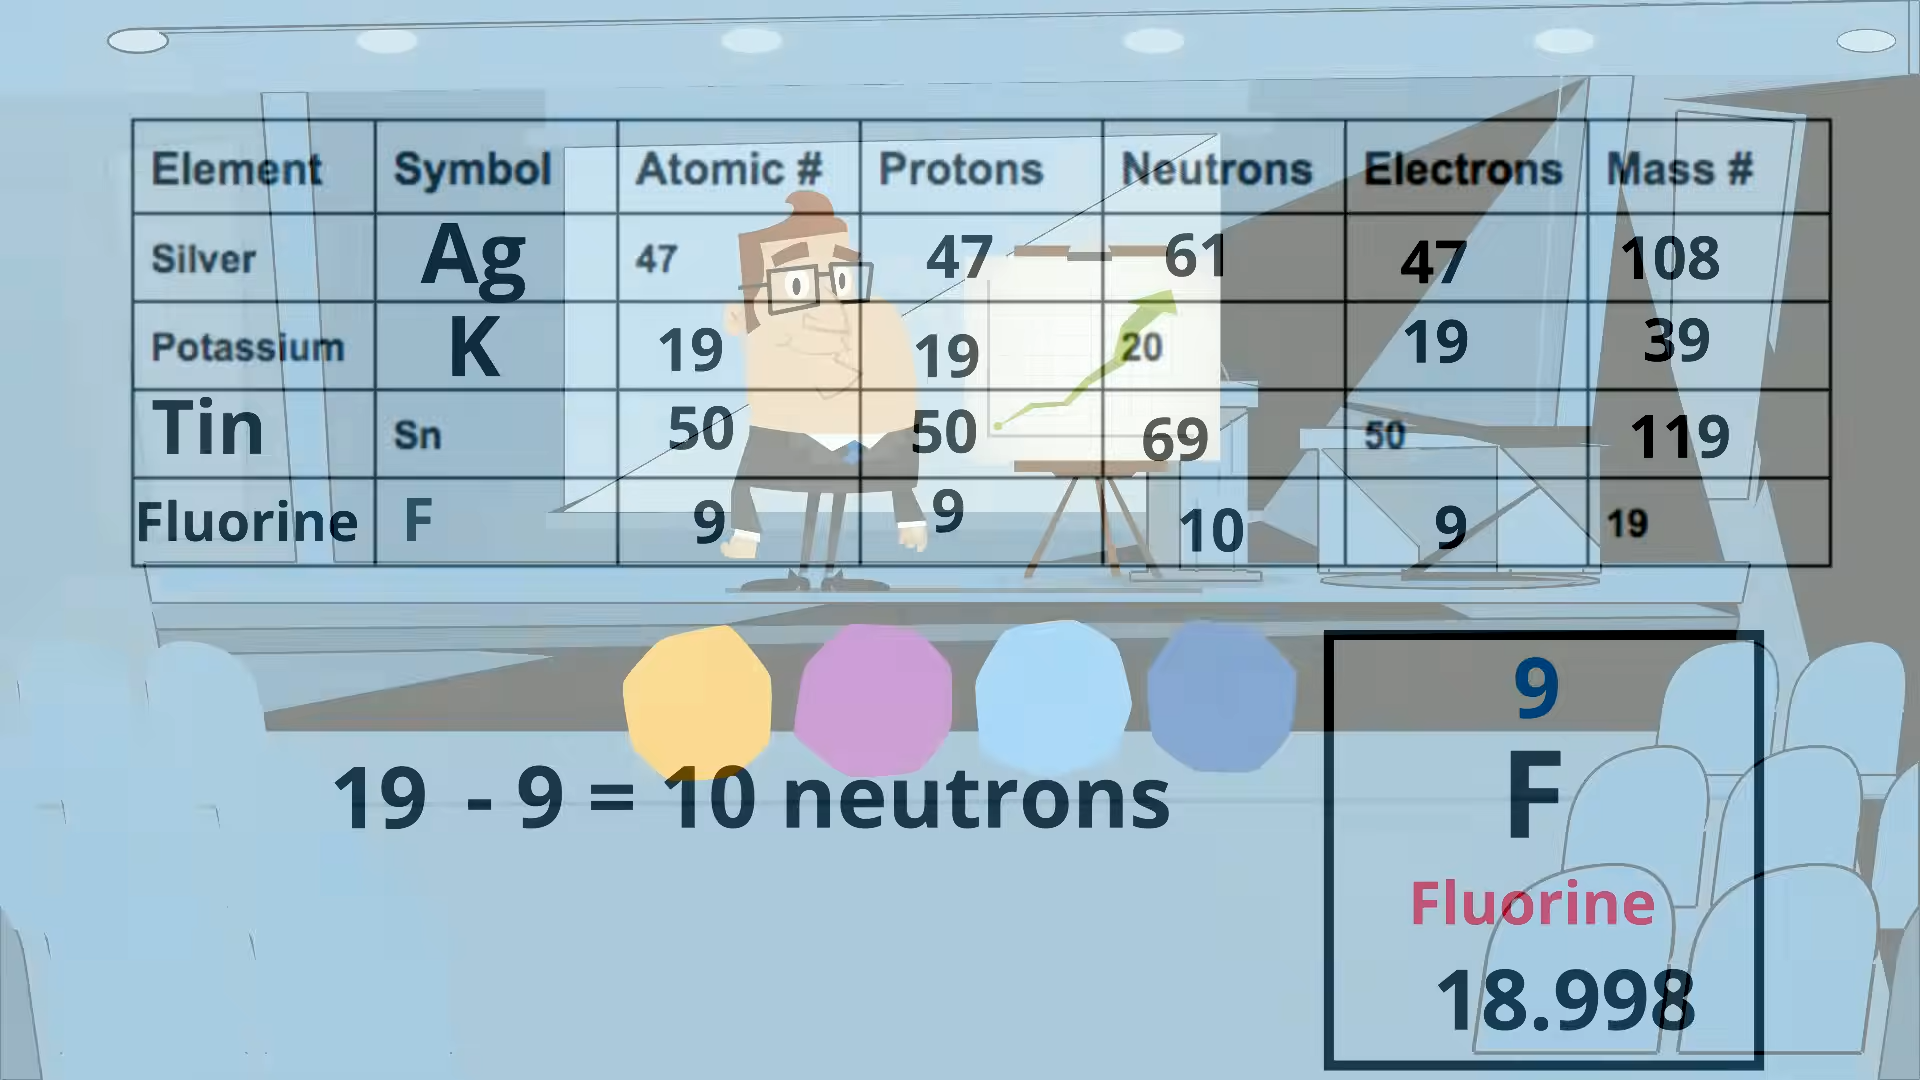 Element Symbol Atomic # Protons Neutrons Electrons Mass #
Silver Ag 47 47 61 47 108
Potassium K 19 19 20 19 39
Tin Sn 50 50 69 50 119
Fluorine F 9 9 10 9 19
19 - 9 = 10 neutrons
9
F
Fluorine
18.998